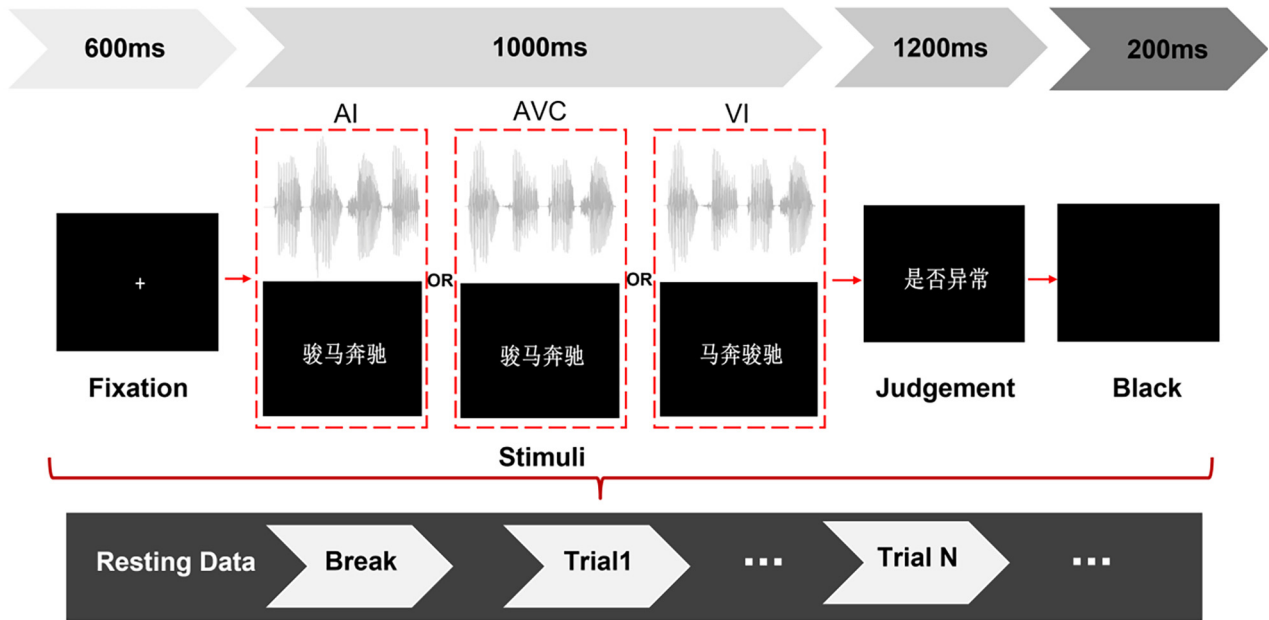 600ms
1000ms
1200ms
200ms
AI
AVC
VI
+
OR
OR
骏马奔驰
骏马奔驰
马奔骏驰
是否异常
Fixation
Judgement
Black
Stimuli
Resting Data
Break
Trial1
...
Trial N
...